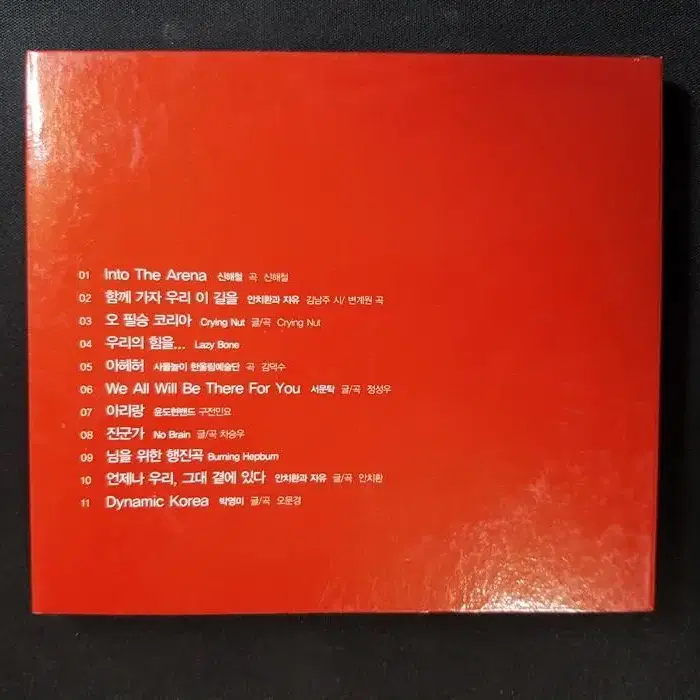 01 Into The Arena 신해철 곡 신해철
02 함께 가자 우리 이 길을 안치환과 자유 김남주 시/ 변계원 곡
03 오 필승 코리아 Crying Nut 글/곡 Crying Nut
04 우리의 힘을... Lazy Bone
05 아헤허 사물놀이 한울림예술단 곡 김덕수
06 We All Will Be There For You 서문탁 글/곡 정성우
07 아리랑 윤도현밴드 구전민요
08 진군가 No Brain 글/곡 차승우
09 님을 위한 행진곡 Burning Hepburn
10 언제나 우리, 그대 곁에 있다 안치환과 자유 글/곡 안치환
11 Dynamic Korea 박영미 글/곡 오문경